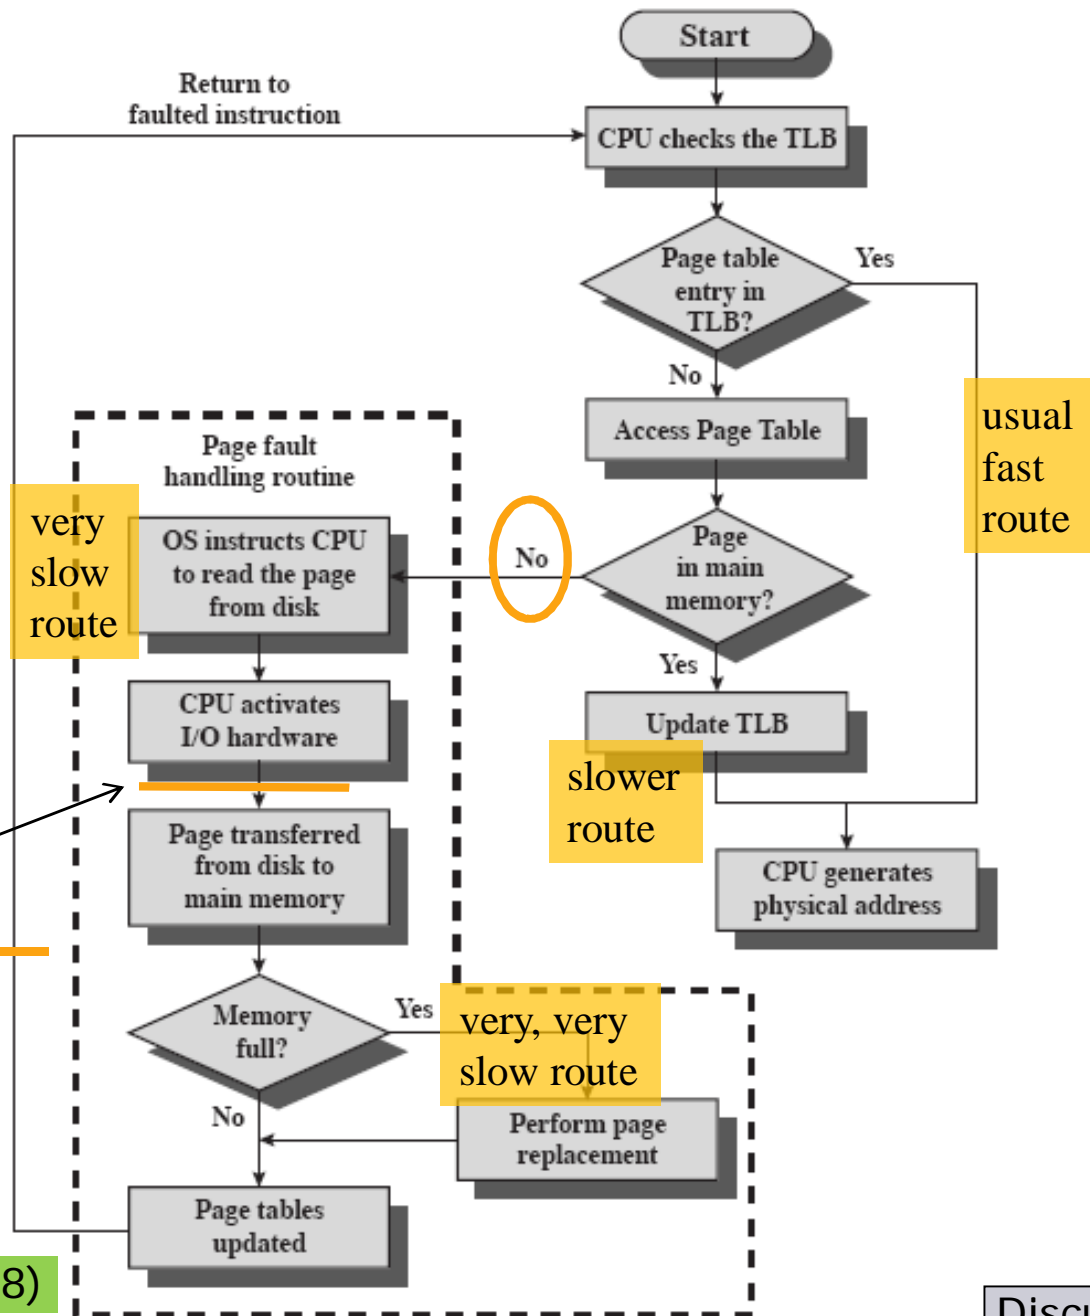 Start
Return to
faulted instruction
CPU checks the TLB
Page table
entry in
TLB?
Yes
No
usual
fast
route
Access Page Table
Page fault
handling routine
very
slow
route
OS instructs CPU
to read the page
from disk
No
Page
in main
memory?
Yes
CPU activates
I/O hardware
Update TLB
slower
route
Page transferred
from disk to
main memory
CPU generates
physical address
Memory
full?
Yes
very, very
slow route
No
Perform page
replacement
Page tables
updated
8)